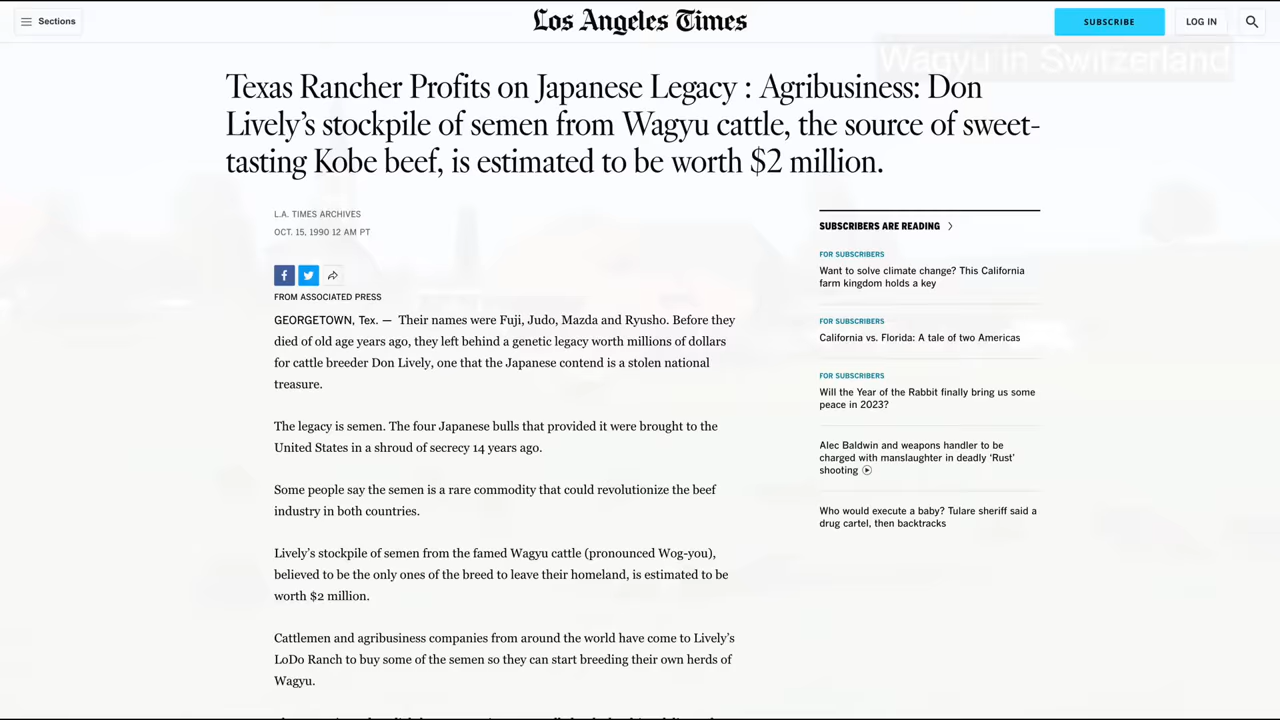 Sections
Los Angeles Times
SUBSCRIBE
LOG IN
Wagyu in Switzerland
Texas Rancher Profits on Japanese Legacy : Agribusiness: Don
Lively’s stockpile of semen from Wagyu cattle, the source of sweet-
tasting Kobe beef, is estimated to be worth $2 million.
L.A. TIMES ARCHIVES
OCT. 15, 1990 12 AM PT
FROM ASSOCIATED PRESS
GEORGETOWN, Tex. — Their names were Fuji, Judo, Mazda and Ryusho. Before they
died of old age years ago, they left behind a genetic legacy worth millions of dollars
for cattle breeder Don Lively, one that the Japanese contend is a stolen national
treasure.
The legacy is semen. The four Japanese bulls that provided it were brought to the
United States in a shroud of secrecy 14 years ago.
Some people say the semen is a rare commodity that could revolutionize the beef
industry in both countries.
Lively’s stockpile of semen from the famed Wagyu cattle (pronounced Wog-you),
believed to be the only ones of the breed to leave their homeland, is estimated to be
worth $2 million.
Cattlemen and agribusiness companies from around the world have come to Lively’s
LoDo Ranch to buy some of the semen so they can start breeding their own herds of
Wagyu.
SUBSCRIBERS ARE READING
FOR SUBSCRIBERS
Want to solve climate change? This California
farm kingdom holds a key
FOR SUBSCRIBERS
California vs. Florida: A tale of two Americas
FOR SUBSCRIBERS
Will the Year of the Rabbit finally bring us some
peace in 2023?
Alec Baldwin and weapons handler to be
charged with manslaughter in deadly ‘Rust’
shooting
Who would execute a baby? Tulare sheriff said a
drug cartel, then backtracks